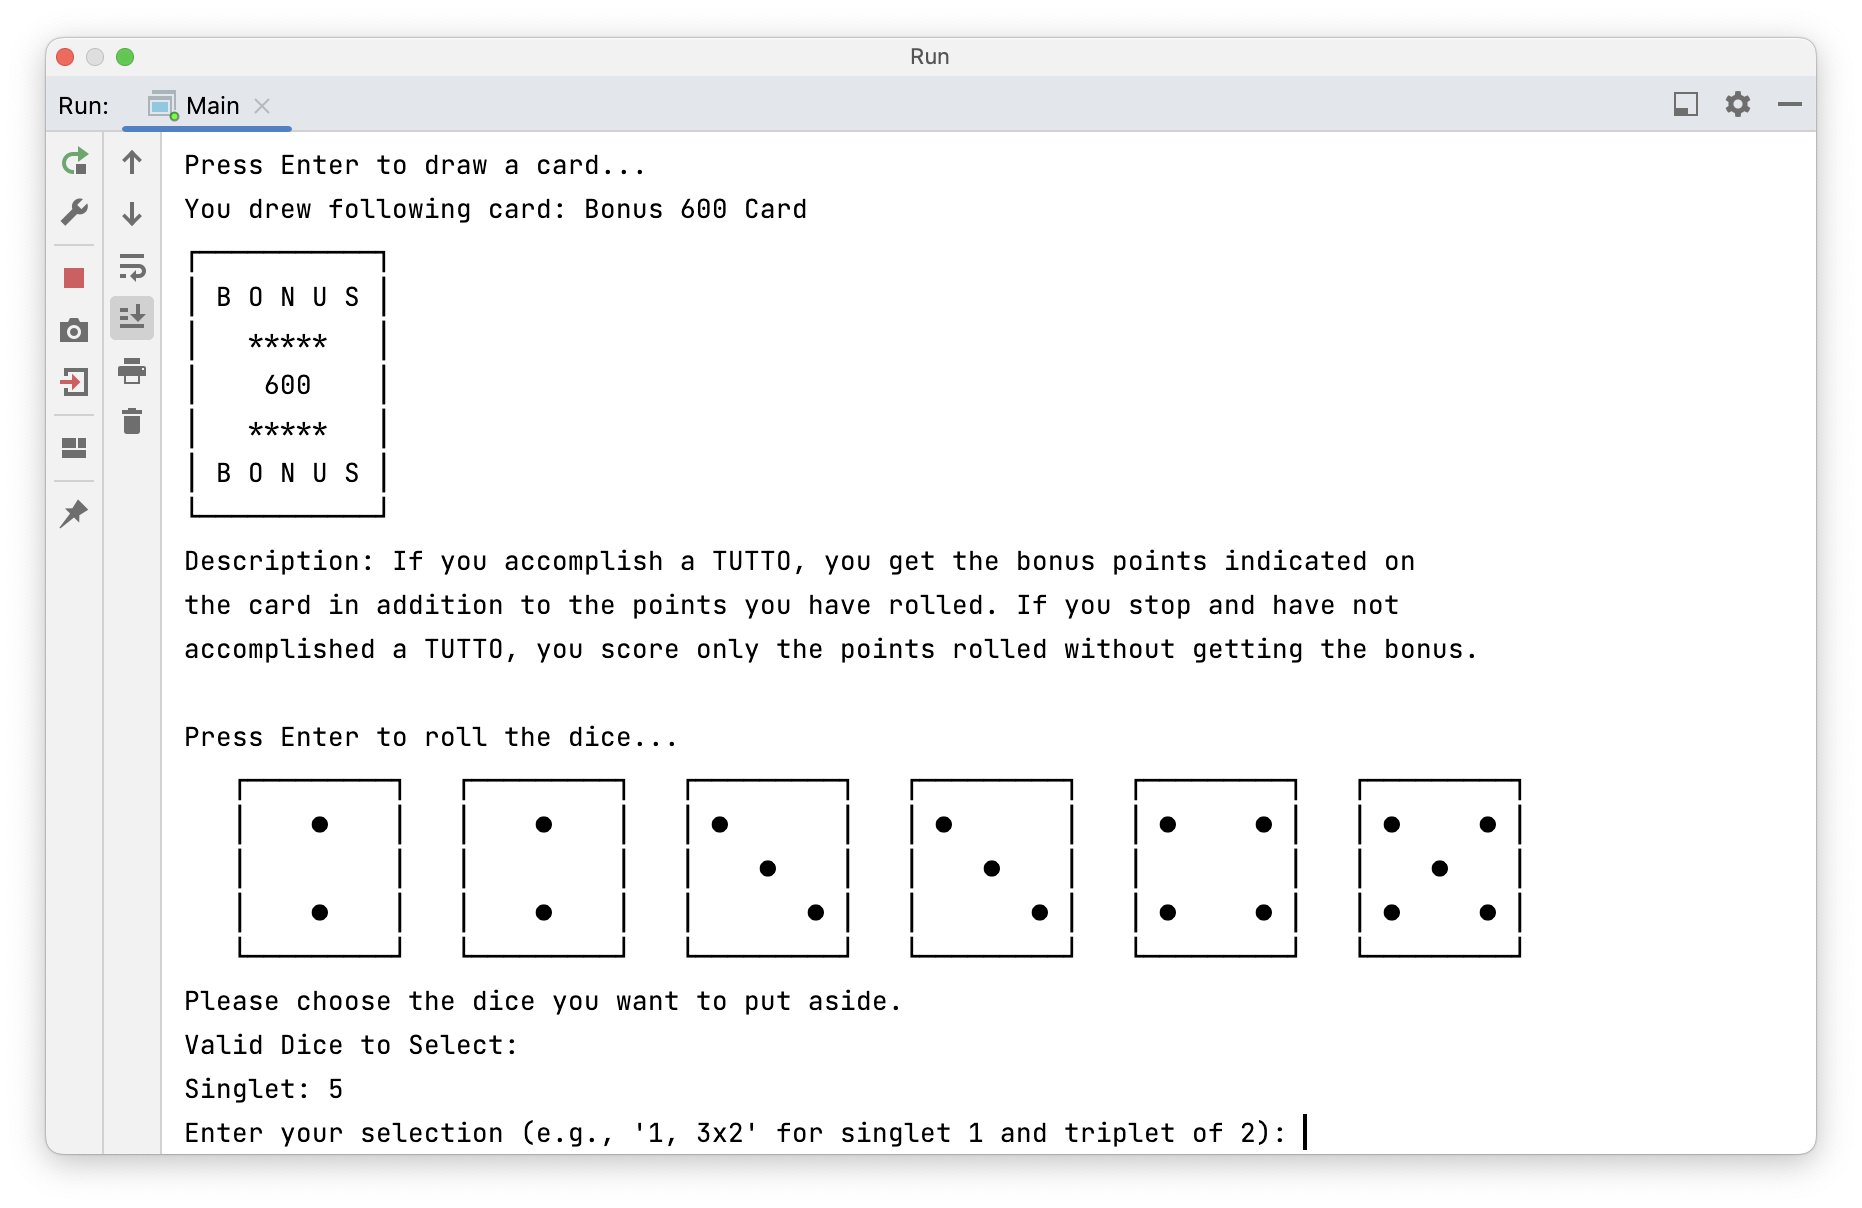 Run
Run: Main
Press Enter to draw a card...
You drew following card: Bonus 600 Card
B O N U S
*****
600
*****
B O N U S
Description: If you accomplish a TUTTO, you get the bonus points indicated on
the card in addition to the points you have rolled. If you stop and have not
accomplished a TUTTO, you score only the points rolled without getting the bonus.
Press Enter to roll the dice...
Please choose the dice you want to put aside.
Valid Dice to Select:
Singlet: 5
Enter your selection (e.g., '1, 3x2' for singlet 1 and triplet of 2):